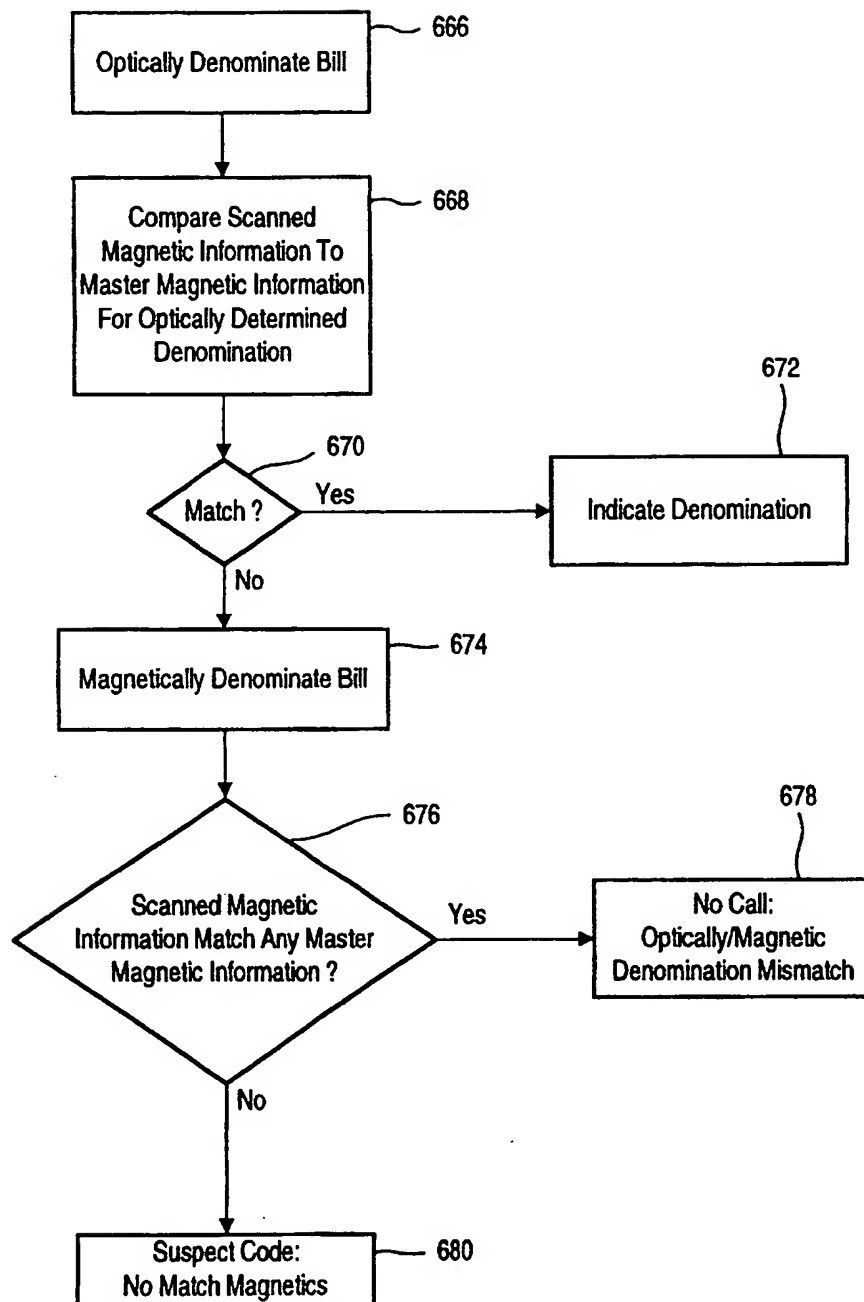 666
Optically Denominate Bill
668
Compare Scanned
Magnetic Information To
Master Magnetic Information
For Optically Determined
Denomination
670
Match ?
Yes
672
Indicate Denomination
No
674
Magnetically Denominate Bill
676
Scanned Magnetic
Information Match Any Master
Magnetic Information ?
Yes
678
No Call:
Optically/Magnetic
Denomination Mismatch
No
Suspect Code:
No Match Magnetics
680